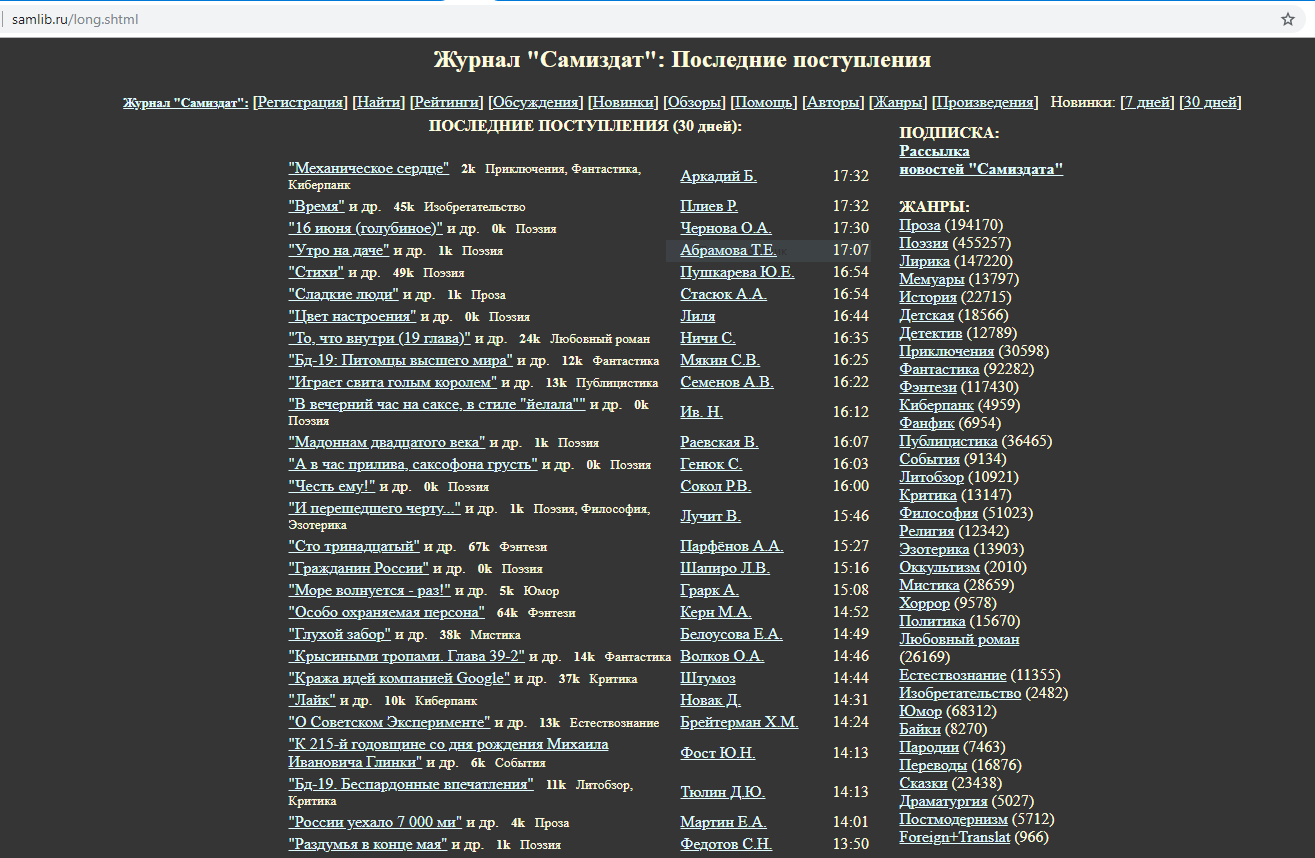 samlib.ru/long.shtml
Журнал "Самиздат": Последние поступления
Журнал "Самиздат": [Регистрация] [Найти] [Рейтинги] [Обсуждения] [Новинки] [Обзоры] [Помощь] [Авторы] [Жанры] [Произведения] Новинки: [7 дней] [30 дней]
ПОСЛЕДНИЕ ПОСТУПЛЕНИЯ (30 дней):
"Механическое сердце" 2k Приключения, Фантастика,
Киберпанк
Аркадий Б. 17:32
"Время" и др. 45k Изобретательство Плиев Р. 17:32
"16 июня (голубиное)" и др. 0k Поэзия Чернова О.А. 17:30
"Утро на даче" и др. 1k Поэзия Абрамова Т.Е. 17:07
"Стихи" и др. 49k Поэзия Пушкарева Ю.Е. 16:54
"Сладкие люди" и др. 1k Проза Стасюк А.А. 16:54
"Цвет настроения" и др. 0k Поэзия Лиля 16:44
"То, что внутри (19 глава)" и др. 24k Любовный роман Ничи С. 16:35
"Бд-19: Питомцы высшего мира" и др. 12k Фантастика Мякин С.В. 16:25
"Играет свита голым королем" и др. 13k Публицистика Семенов А.В. 16:22
"В вечерний час на саксе, в стиле "йелала"" и др. 0k
Поэзия
Ив. Н. 16:12
"Мадоннам двадцатого века" и др. 1k Поэзия Раевская В. 16:07
"А в час прилива, саксофона грусть" и др. 0k Поэзия Генюк С. 16:03
"Честь ему!" и др. 0k Поэзия Сокол Р.В. 16:00
"И перешедшего черту..." и др. 1k Поэзия, Философия,
Эзотерика
Лучит В. 15:46
"Сто тринадцатый" и др. 67k Фэнтези Парфёнов А.А. 15:27
"Гражданин России" и др. 0k Поэзия Шапиро Л.В. 15:16
"Море волнуется - раз!" и др. 5k Юмор Грарк А. 15:08
"Особо охраняемая персона" 64k Фэнтези Керн М.А. 14:52
"Глухой забор" и др. 38k Мистика Белоусова Е.А. 14:49
"Крысиными тропами. Глава 39-2" и др. 14k Фантастика Волков О.А. 14:46
"Кража идей компанией Google" и др. 37k Критика Штумоз 14:44
"Лайк" и др. 10k Киберпанк Новак Д. 14:31
"О Советском Эксперименте" и др. 13k Естествознание Брейтерман Х.М. 14:24
"К 215-й годовщине со дня рождения Михаила
Ивановича Глинки" и др. 6k События
Фост Ю.Н. 14:13
"Бд-19. Беспардонные впечатления" 11k Литобзор,
Критика
Тюлин Д.Ю. 14:13
"России уехало 7 000 ми" и др. 4k Проза Мартин Е.А. 14:01
"Раздумья в конце мая" и др. 1k Поэзия Федотов С.Н. 13:50
ПОДПИСКА:
Рассылка
новостей "Самиздата"
ЖАНРЫ:
Проза (194170)
Поэзия (455257)
Лирика (147220)
Мемуары (13797)
История (22715)
Детская (18566)
Детектив (12789)
Приключения (30598)
Фантастика (92282)
Фэнтези (117430)
Киберпанк (4959)
Фанфик (6954)
Публицистика (36465)
События (9134)
Литобзор (10921)
Критика (13147)
Философия (51023)
Религия (12342)
Эзотерика (13903)
Оккультизм (2010)
Мистика (28659)
Хоррор (9578)
Политика (15670)
Любовный роман
(26169)
Естествознание (11355)
Изобретательство (2482)
Юмор (68312)
Байки (8270)
Пародии (7463)
Переводы (16876)
Сказки (23438)
Драматургия (5027)
Постмодернизм (5712)
Foreign+Translat (966)